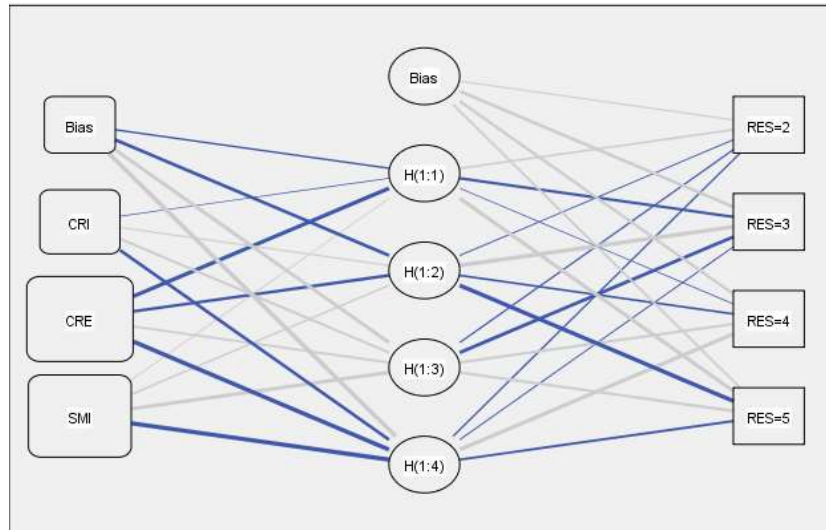 Bias
CRI
CRE
SMI
Bias
H(1:1)
H(1:2)
H(1:3)
H(1:4)
RES=2
RES=3
RES=4
RES=5